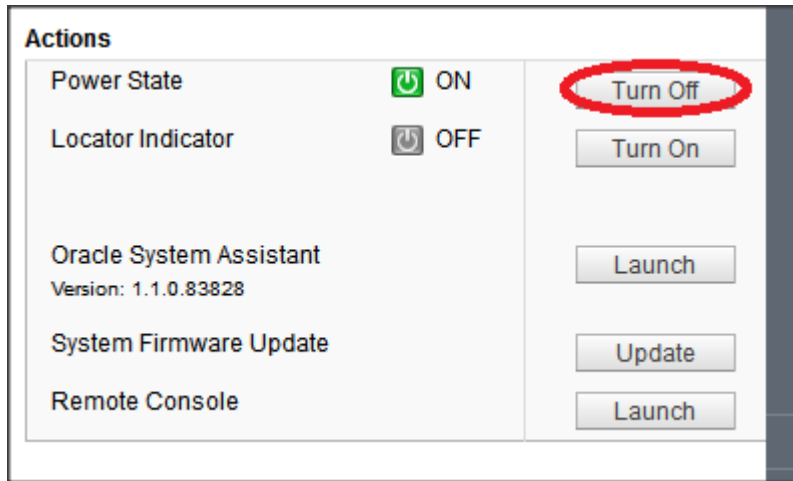 Actions
Power State ON Turn Off
Locator Indicator OFF Turn On
Oracle System Assistant Launch
Version: 1.1.0.83828
System Firmware Update Update
Remote Console Launch